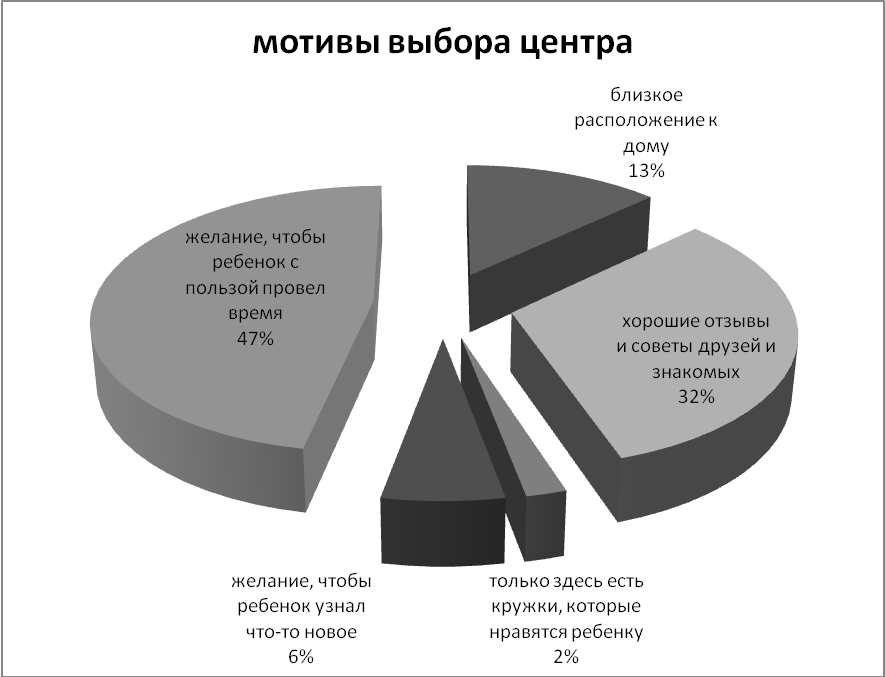 мотивы выбора центра
близкое
расположение к
дому
13%
хорошие отзывы
и советы друзей и
знакомых
32%
только здесь есть
кружки, которые
нравятся ребенку
2%
желание, чтобы
ребенок узнал
что-то новое
6%
желание, чтобы
ребенок с
пользой провел
время
47%